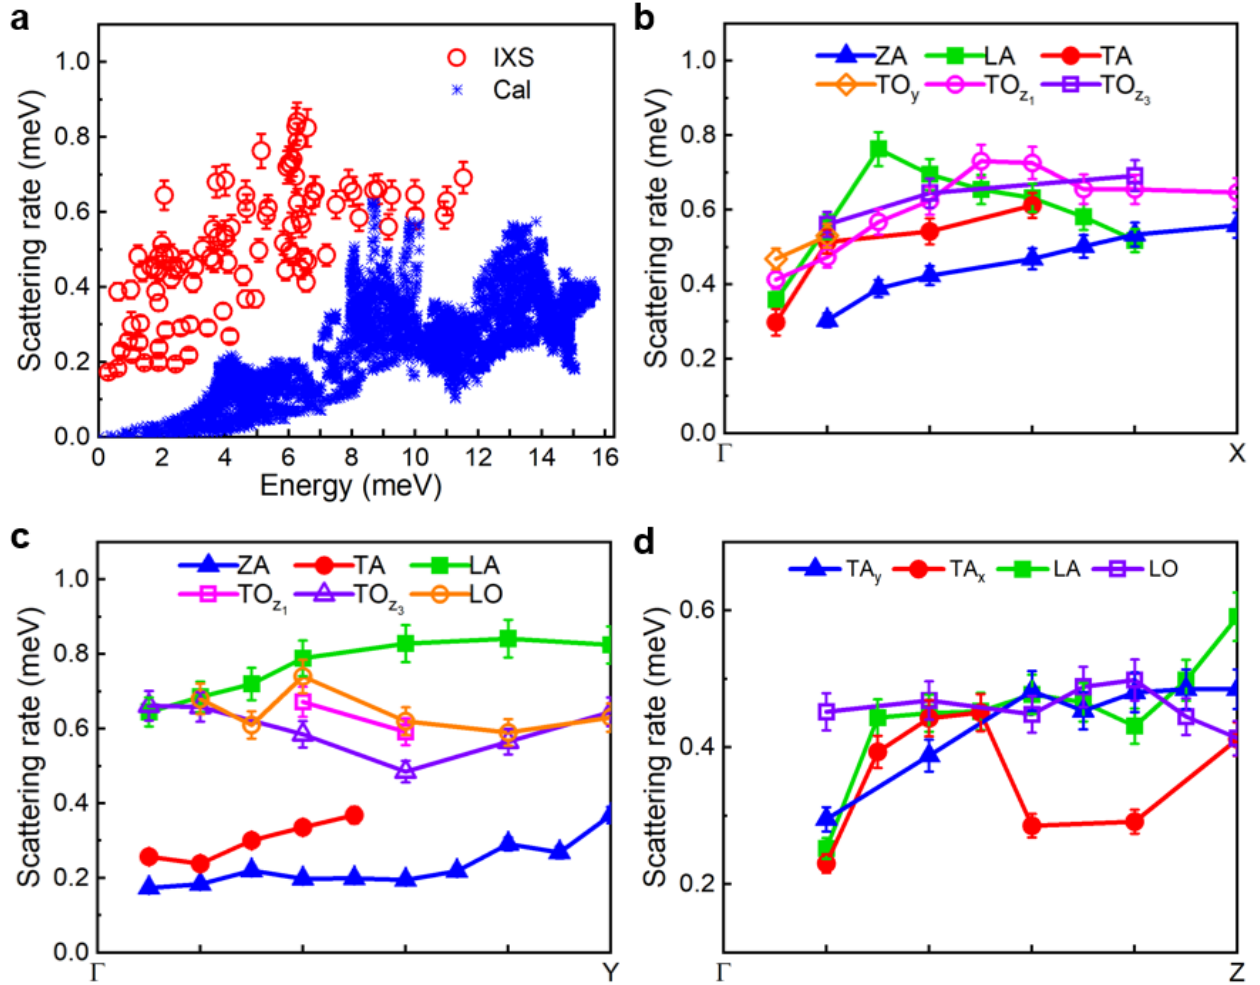 a
IXS
Cal
Scattering rate (meV)
1.0
0.8
0.6
0.4
0.2
0.0
0 2 4 6 8 10 12 14 16
Energy (meV)
b
ZA LA TA
TOy TOz1 TOz3
Scattering rate (meV)
1.0
0.8
0.6
0.4
0.2
0.0
Γ X
c
ZA TA LA
TOz1 TOz3 LO
Scattering rate (meV)
1.0
0.8
0.6
0.4
0.2
0.0
Γ Y
d
TAy TAx LA LO
Scattering rate (meV)
0.6
0.4
0.2
Γ Z